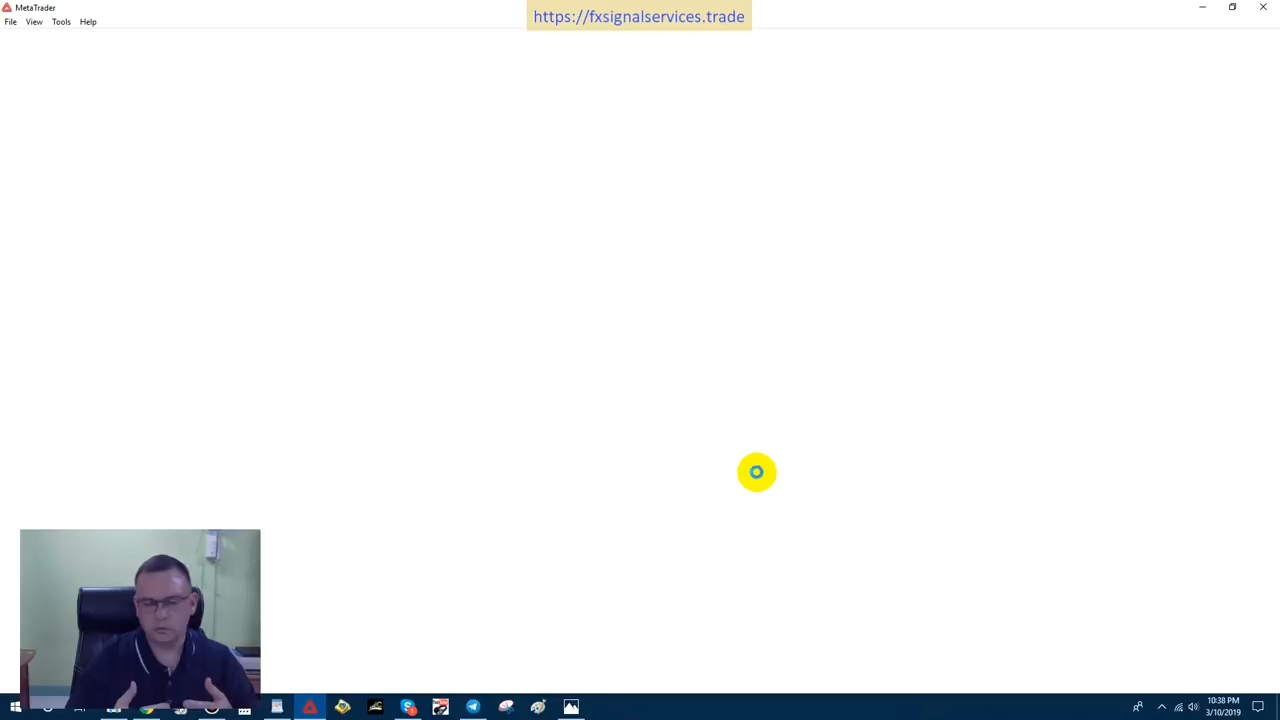 MetaTrader
https://fxsignalservices.trade
File View Tools Help
10:38 PM
3/10/2019